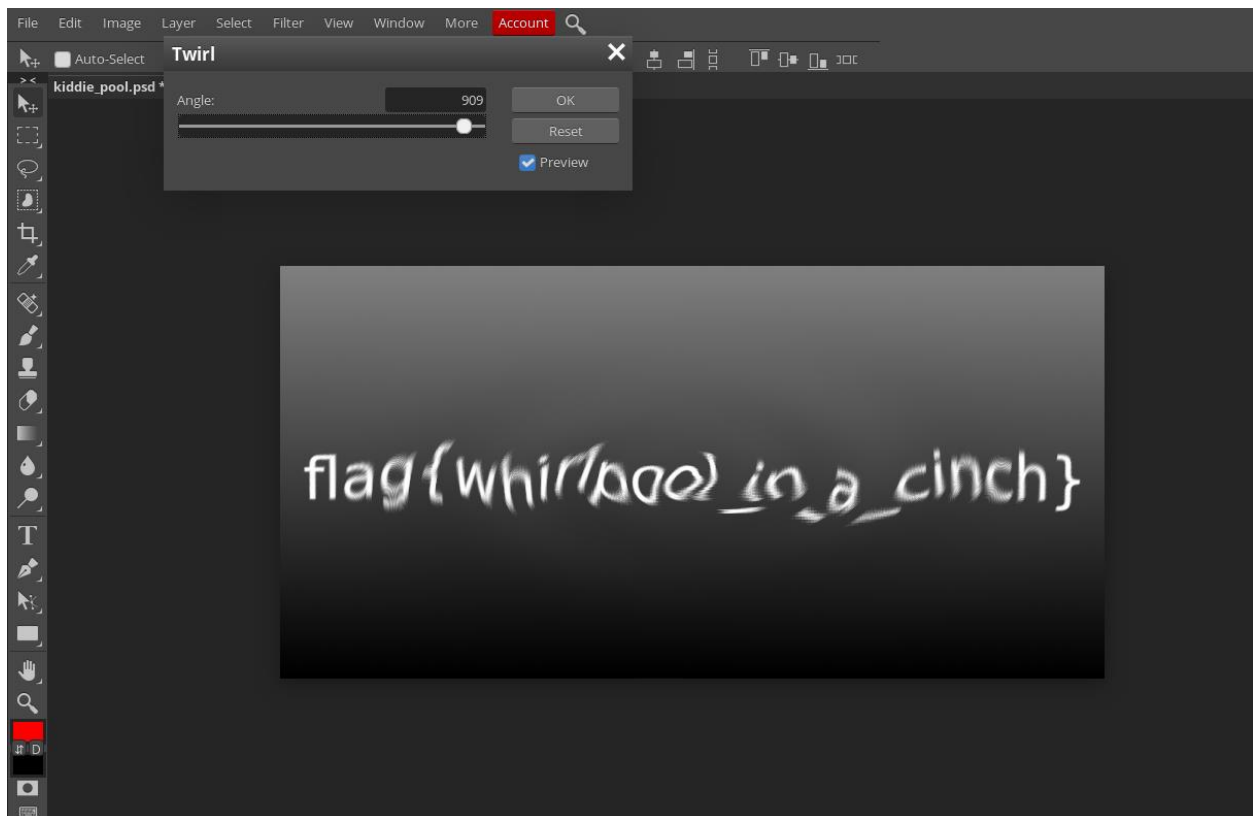 File Edit Image Layer Select Filter View Window More Account
Auto-Select
Twirl
kiddie_pool.psd *
Angle: 909 OK
Reset
Preview
flag{whirlpool_in_a_cinch}
T
D